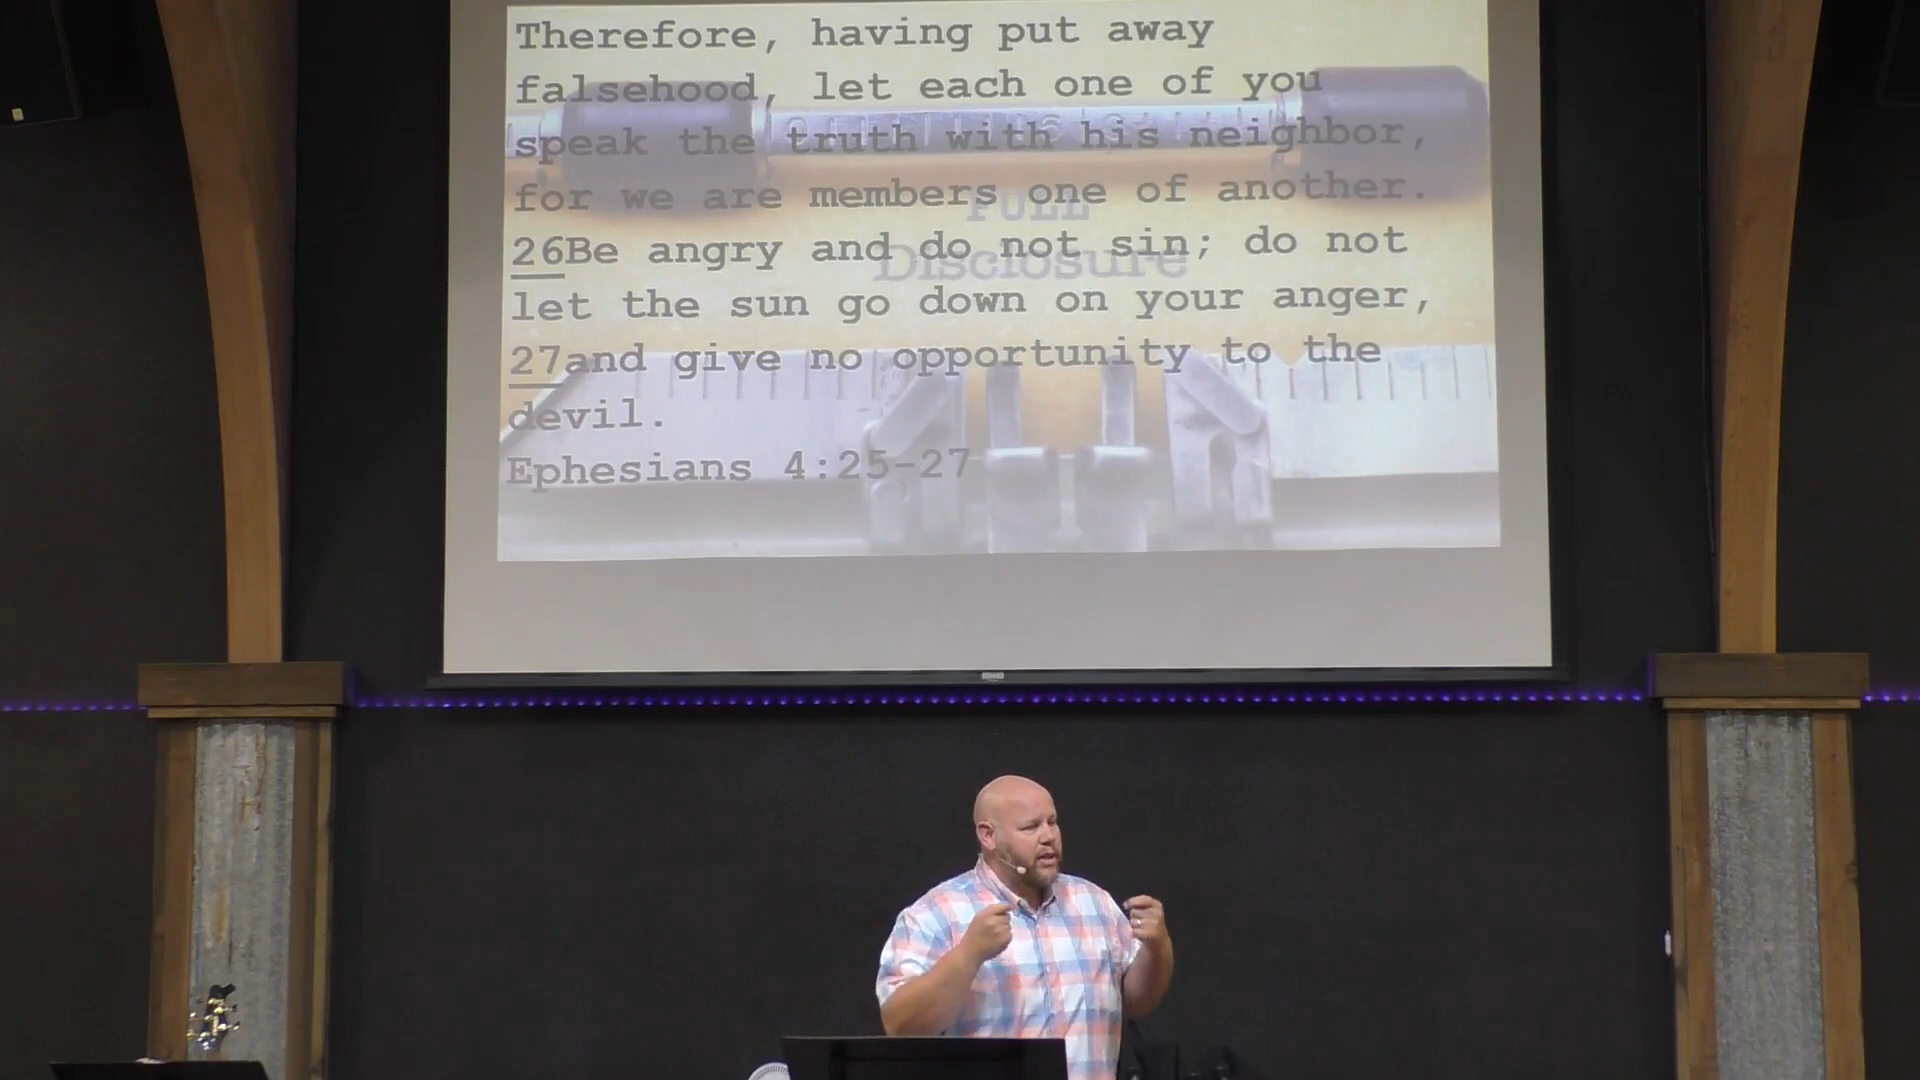 Therefore, having put away
falsehood, let each one of you
speak the truth with his neighbor,
for we are members one of another.
26Be angry and do not sin; do not
let the sun go down on your anger,
27and give no opportunity to the
devil.
Ephesians 4:25-27
FULL
Disclosure